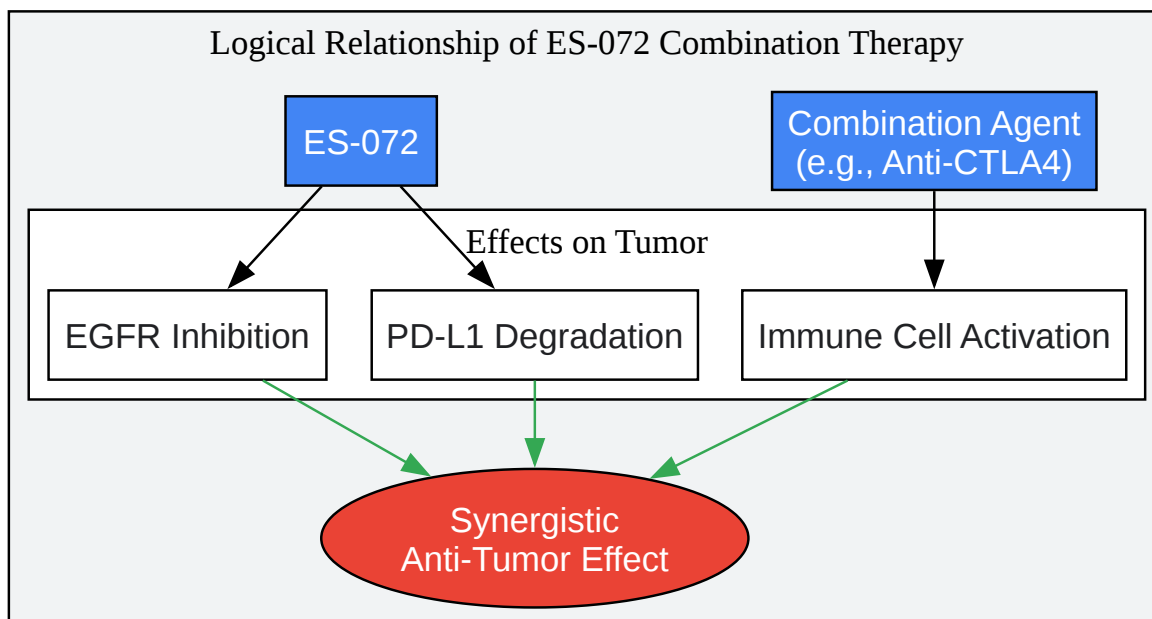 Logical Relationship of ES-072 Combination Therapy
ES-072
Combination Agent
(e.g., Anti-CTLA4)
Effects on Tumor
EGFR Inhibition
PD-L1 Degradation
Immune Cell Activation
Synergistic
Anti-Tumor Effect